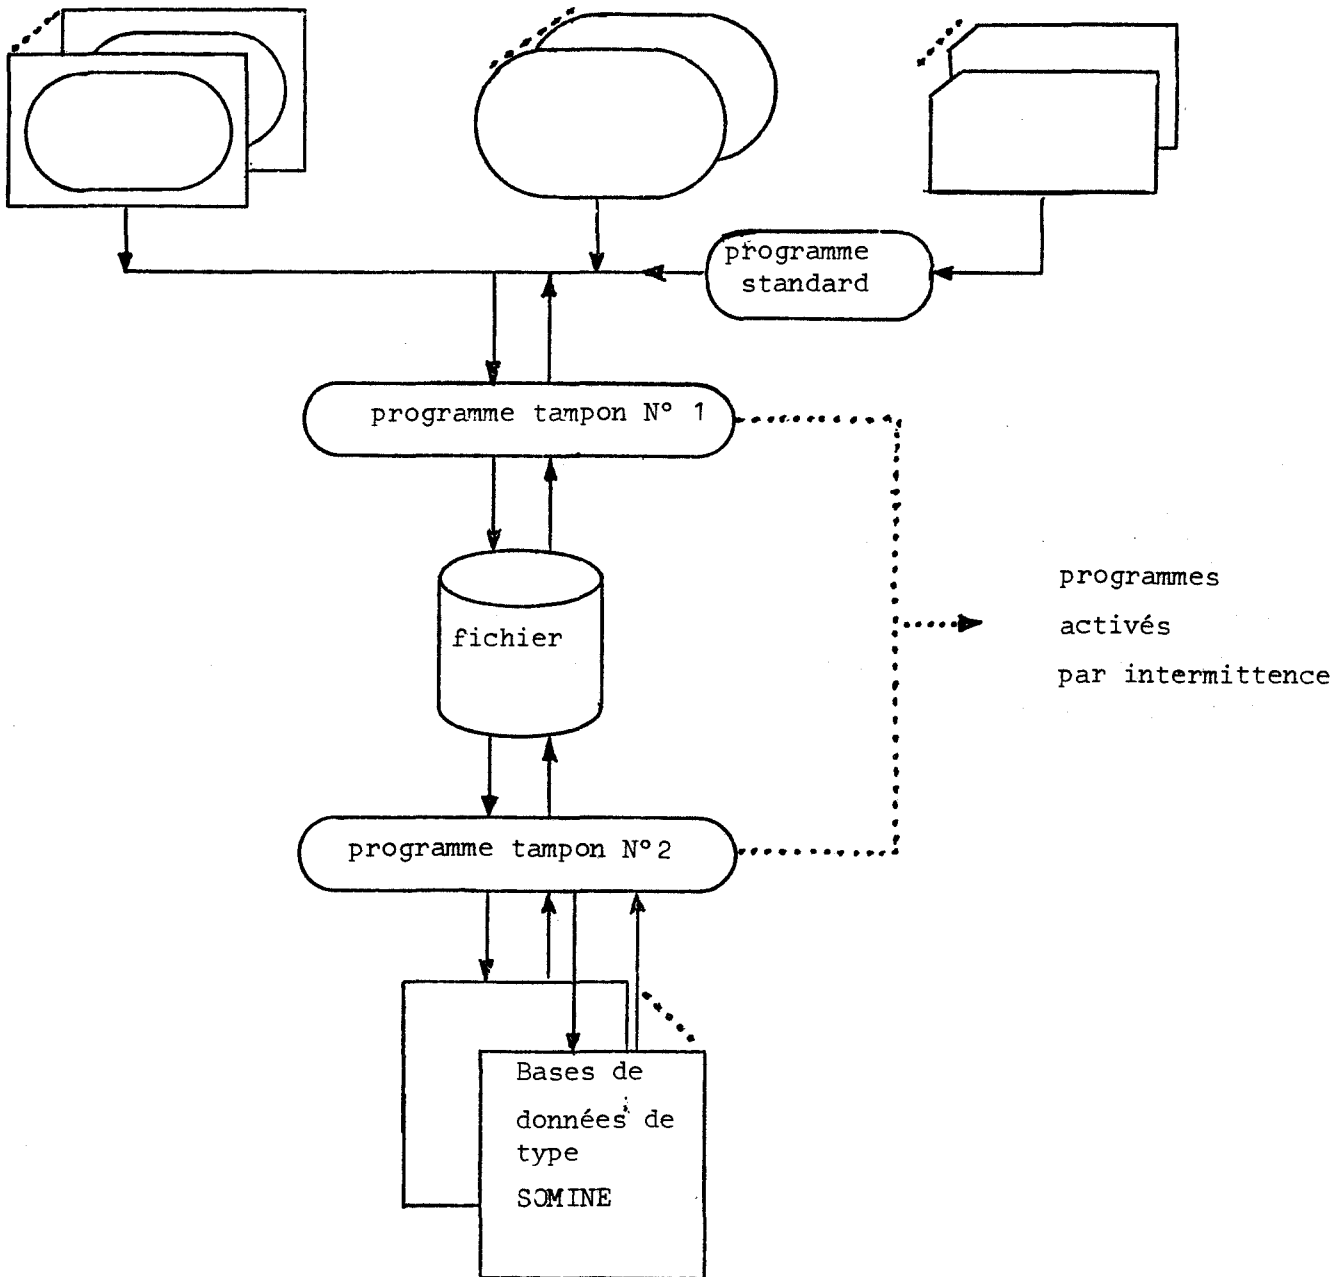 programme
standard
programme tampon N° 1
fichier
programmes
activés
par intermittence
programme tampon N°2
Bases de
données de
type
SOMINE